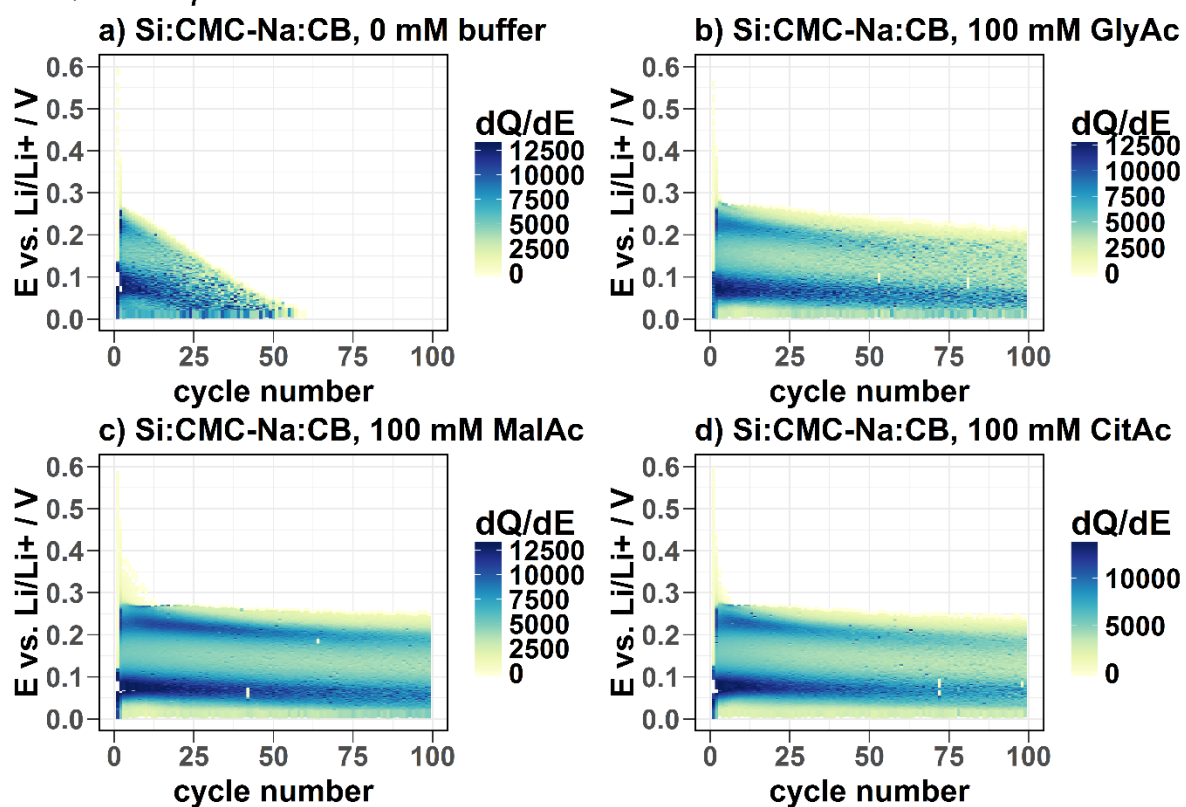 a) Si:CMC-Na:CB, 0 mM buffer
E vs. Li/Li+ / V
0.6
0.5
0.4
0.3
0.2
0.1
0.0
0 25 50 75 100
cycle number
dQ/dE
12500
10000
7500
5000
2500
0
b) Si:CMC-Na:CB, 100 mM GlyAc
E vs. Li/Li+ / V
0.6
0.5
0.4
0.3
0.2
0.1
0.0
0 25 50 75 100
cycle number
dQ/dE
12500
10000
7500
5000
2500
0
c) Si:CMC-Na:CB, 100 mM MalAc
E vs. Li/Li+ / V
0.6
0.5
0.4
0.3
0.2
0.1
0.0
0 25 50 75 100
cycle number
dQ/dE
12500
10000
7500
5000
2500
0
d) Si:CMC-Na:CB, 100 mM CitAc
E vs. Li/Li+ / V
0.6
0.5
0.4
0.3
0.2
0.1
0.0
0 25 50 75 100
cycle number
dQ/dE
10000
5000
0